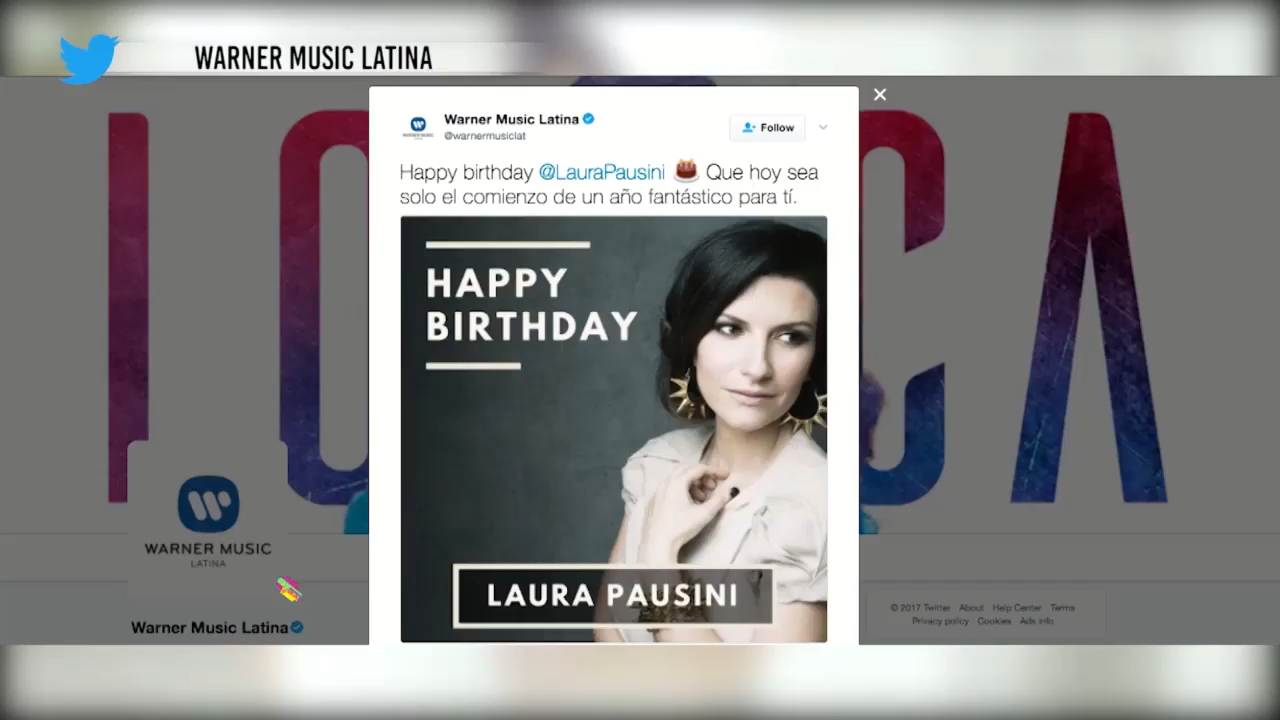 WARNER MUSIC LATINA
Warner Music Latina
@warnermusiclat
Follow
Happy birthday @LauraPausini 🎂 Que hoy sea
solo el comienzo de un año fantástico para tí.
HAPPY
BIRTHDAY
LAURA PAUSINI
WARNER MUSIC
LATINA
Warner Music Latina
© 2017 Twitter About Help Center Terms
Privacy policy Cookies Ads info